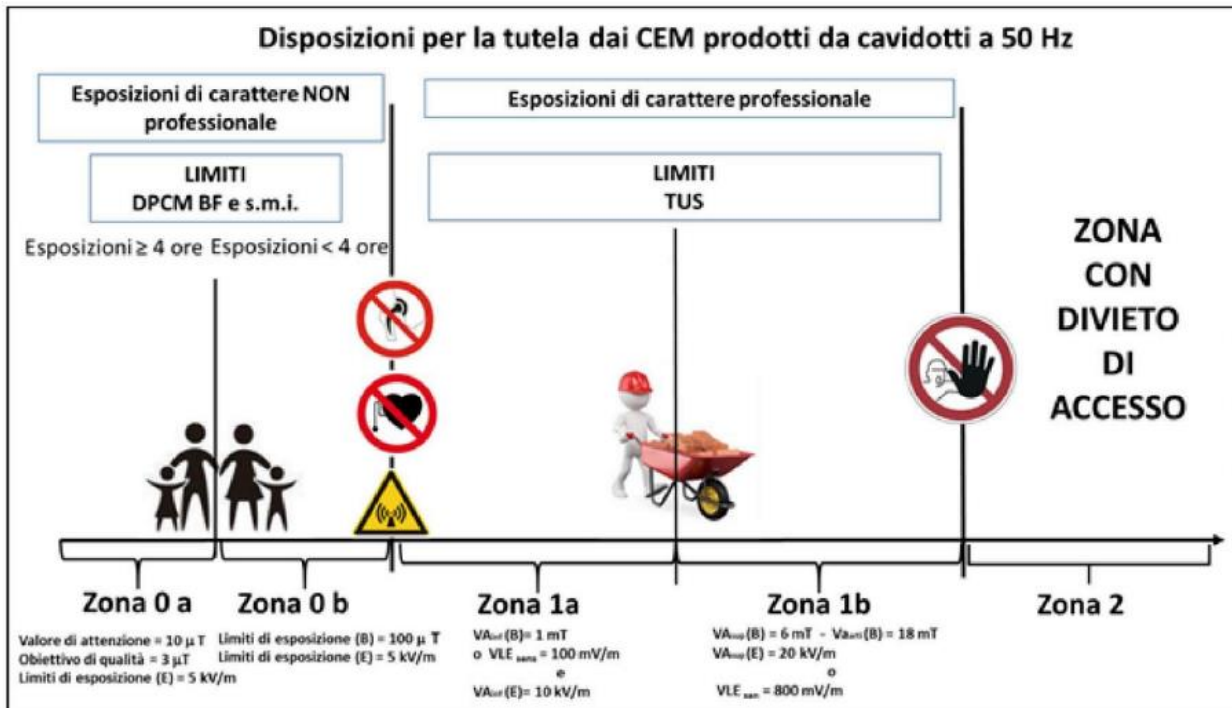 Disposizioni per la tutela dai CEM prodotti da cavidotti a 50 Hz
Esposizioni di carattere NON
professionale
Esposizioni di carattere professionale
LIMITI
DPCM BF e s.m.i.
LIMITI
TUS
Esposizioni ≥ 4 ore
Esposizioni < 4 ore
ZONA
CON
DIVIETO
DI
ACCESSO
Zona 0 a
Zona 0 b
Zona 1a
Zona 1b
Zona 2
Valore di attenzione = 10 μ T
Obiettivo di qualità = 3 μT
Limiti di esposizione (E) = 5 kV/m
Limiti di esposizione (B) = 100 μ T
Limiti di esposizione (E) = 5 kV/m
VAinf(B)= 1 mT
o VLE sens = 100 mV/m
e
VAinf(E)= 10 kV/m
VAsup(B) = 6 mT - Vaarti(B) = 18 mT
VAsup(E) = 20 kV/m
o
VLE san = 800 mV/m